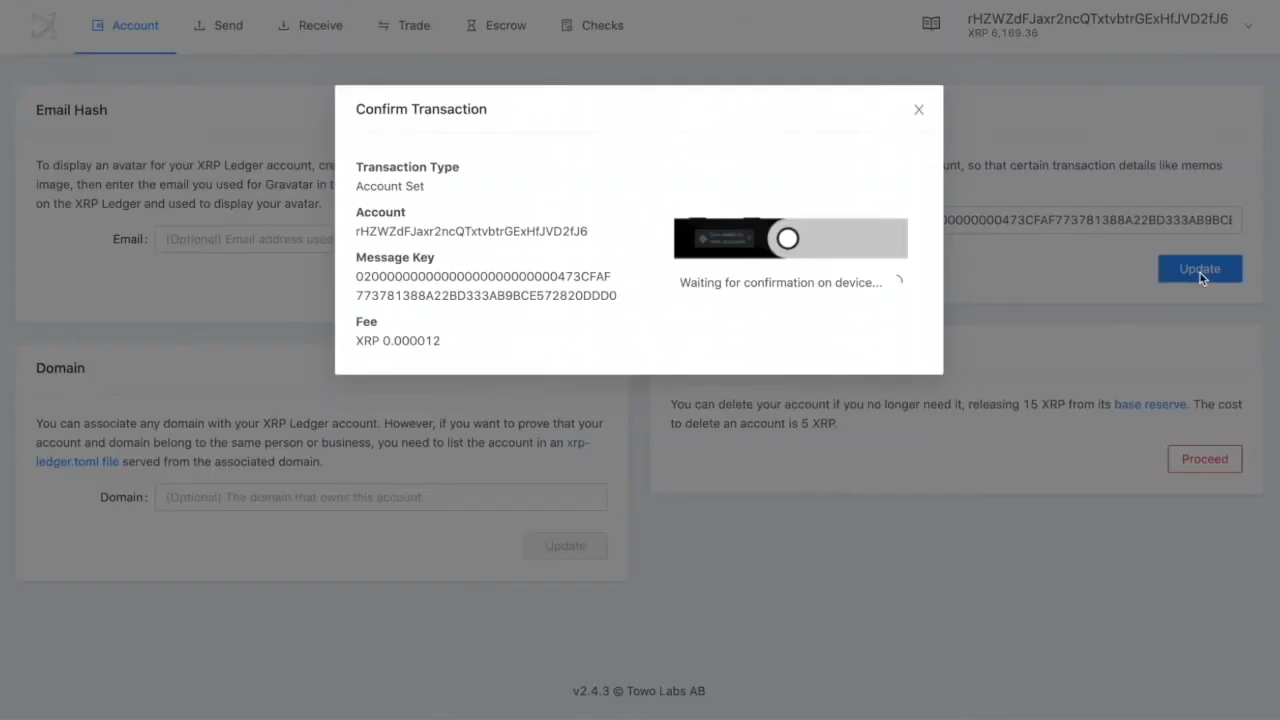 Account
Send
Receive
Trade
Escrow
Checks
rHZWZdFJaxr2ncQTxtvbtrGExHfJVD2fJ6
XRP 6,169.36
Email Hash
To display an avatar for your XRP Ledger account, cre
image, then enter the email you used for Gravatar in t
on the XRP Ledger and used to display your avatar.
Email:
(Optional) Email address used
Confirm Transaction
Transaction Type
Account Set
Account
rHZWZdFJaxr2ncQTxtvbtrGExHfJVD2fJ6
Message Key
02000000000000000000000000473CFAF
773781388A22BD333AB9BCE572820DDD0
Fee
XRP 0.000012
Waiting for confirmation on device...
unt, so that certain transaction details like memos
00000000473CFAF773781388A22BD333AB9BCE
Update
Domain
You can associate any domain with your XRP Ledger account. However, if you want to prove that your
account and domain belong to the same person or business, you need to list the account in an xrp-
ledger.toml file served from the associated domain.
Domain:
(Optional) The domain that owns this account
Update
You can delete your account if you no longer need it, releasing 15 XRP from its base reserve. The cost
to delete an account is 5 XRP.
Proceed
v2.4.3 © Towo Labs AB